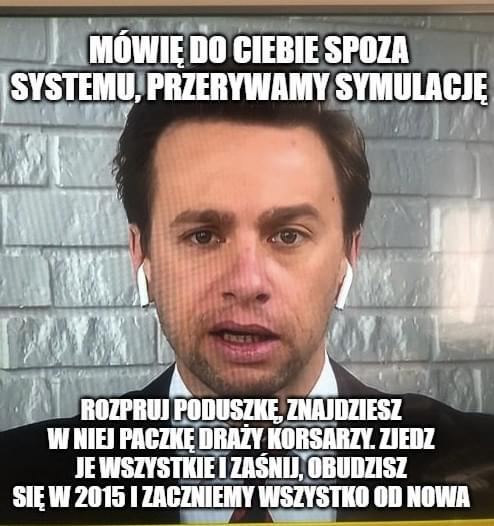 MÓWIĘ DO CIEBIE SPOZA
SYSTEMU, PRZERYWAMY SYMULACJĘ
ROZPRUJ PODUSZKĘ, ZNAJDZIESZ
W NIEJ PACZKĘ DRAŻY KORSARZY. ZJEDZ
JE WSZYSTKIE I ZAŚNIJ, OBUDZISZ
SIĘ W 2015 I ZACZNIEMY WSZYSTKO OD NOWA